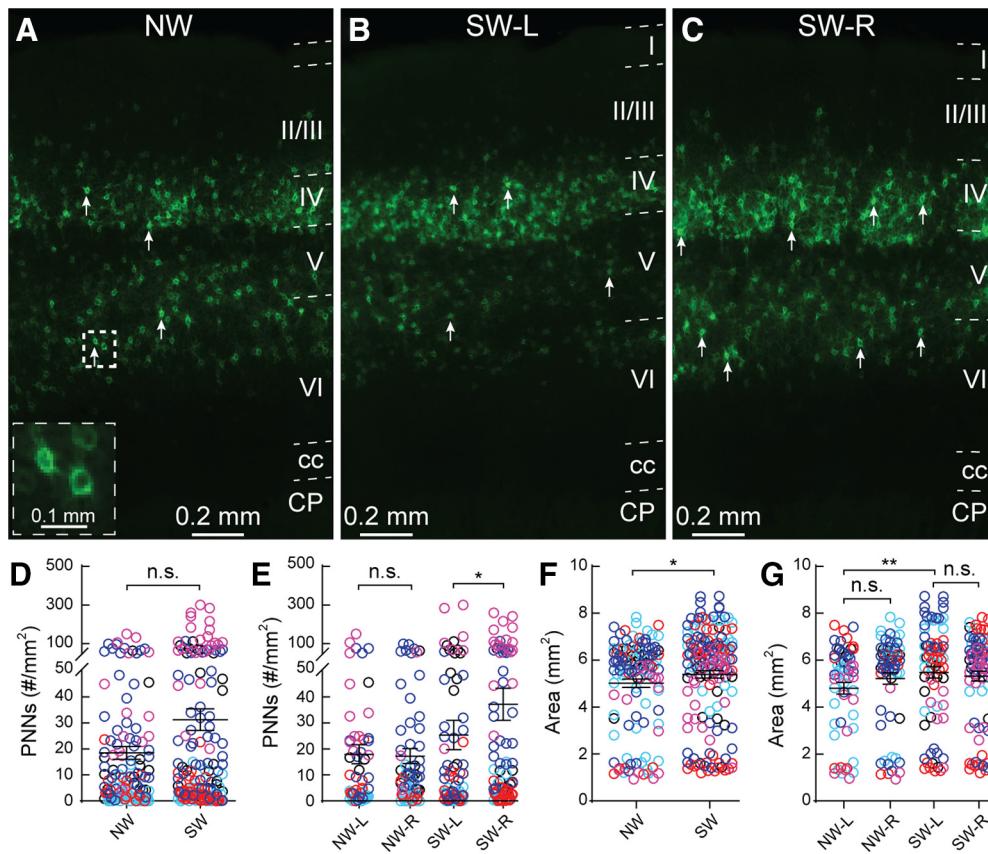 A NW
B SW-L
C SW-R
I
I
II/III
II/III
II/III
IV
IV
IV
V
V
V
VI
VI
VI
cc
cc
cc
CP
CP
CP
0.1 mm
0.2 mm
0.2 mm
0.2 mm
D
PNNs (#/mm²)
500
300
100
50
40
30
20
10
0
n.s.
NW
SW
E
PNNs (#/mm²)
500
300
100
50
40
30
20
10
0
n.s.
*
NW-L
NW-R
SW-L
SW-R
F
Area (mm²)
10
8
6
4
2
0
*
NW
SW
G
Area (mm²)
10
8
6
4
2
0
**
n.s.
n.s.
NW-L
NW-R
SW-L
SW-R